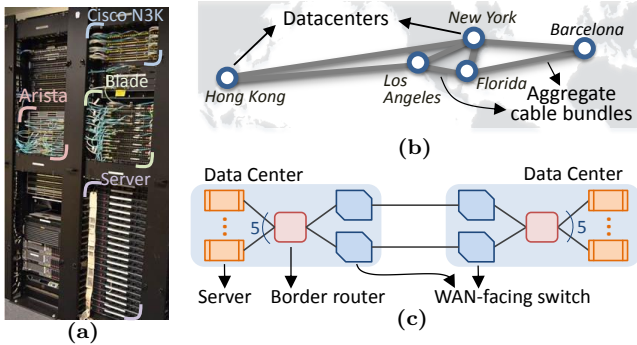 Cisco N3K
Arista
Blade
Server
(a)
Datacenters
New York
Barcelona
Hong Kong
Los
Angeles
Florida
Aggregate
cable bundles
(b)
Data Center
Data Center
5
5
Server
Border router
WAN-facing switch
(c)